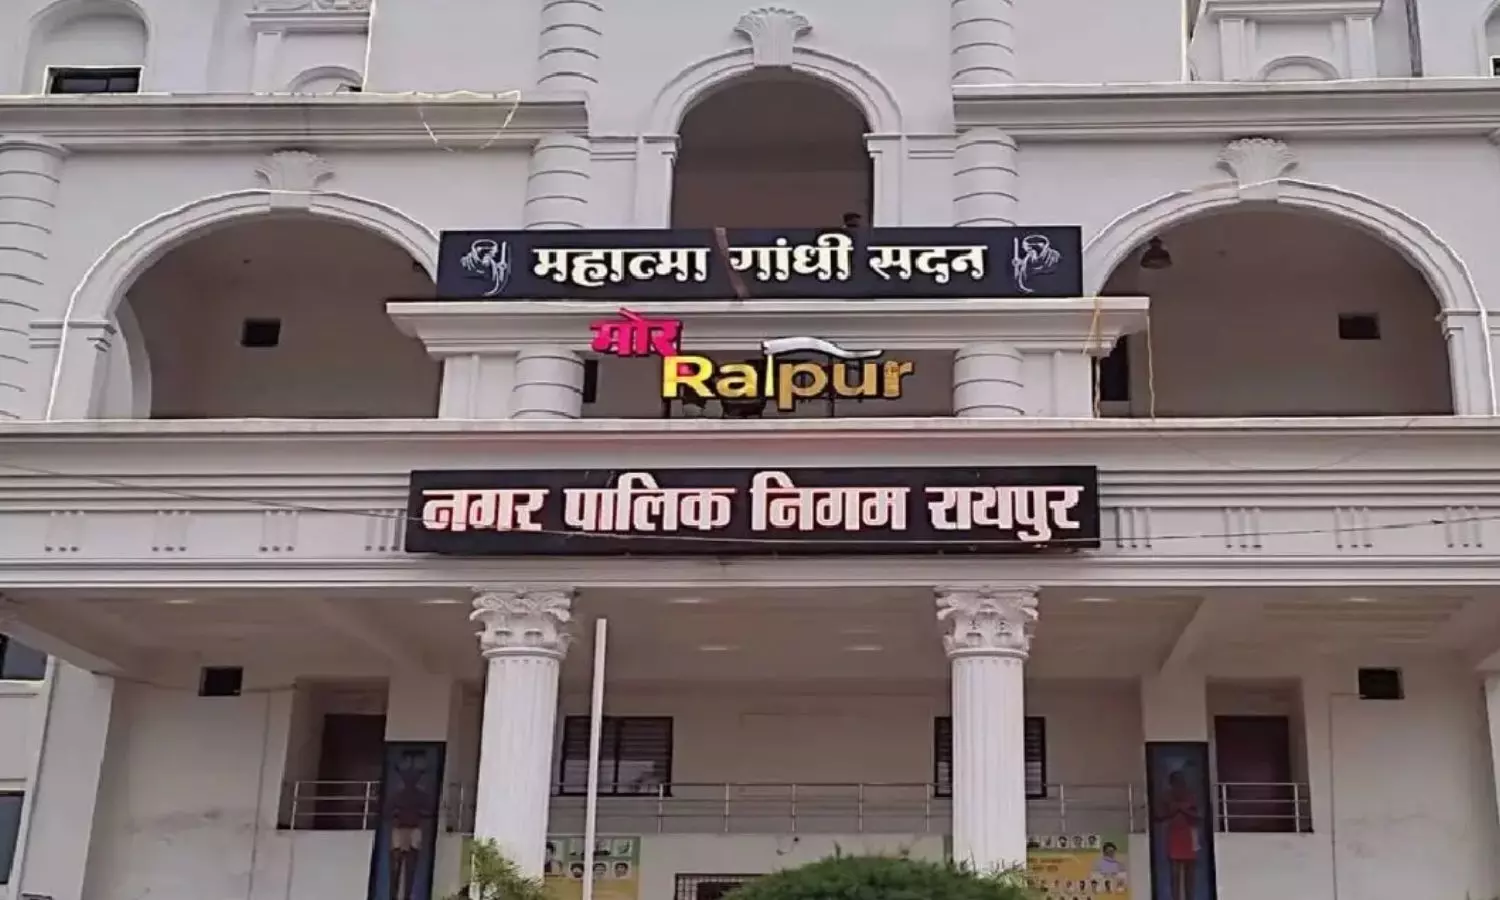 महात्मा गांधी सदन
मोर
Raipur
नगर पालिक निगम रायपुर